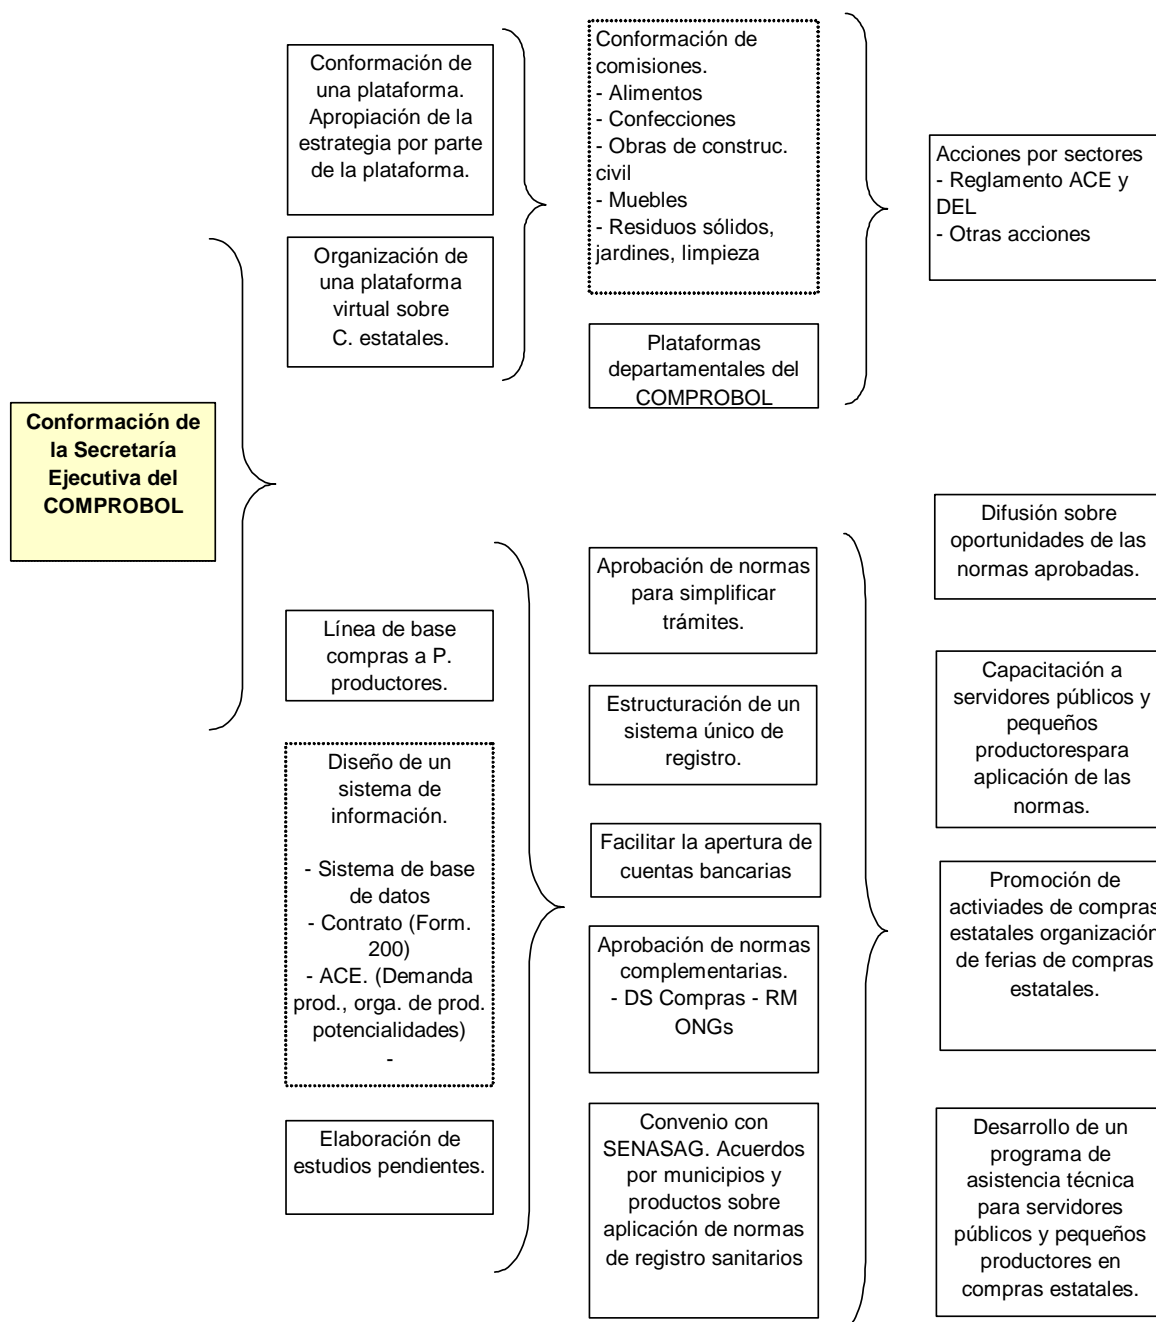 Conformación de
la Secretaría
Ejecutiva del
COMPROBOL
Conformación de
una plataforma.
Apropiación de la
estrategia por parte
de la plataforma.
Organización de
una plataforma
virtual sobre
C. estatales.
Conformación de
comisiones.
- Alimentos
- Confecciones
- Obras de construc.
civil
- Muebles
- Residuos sólidos,
jardines, limpieza
Plataformas
departamentales del
COMPROBOL
Acciones por sectores
- Reglamento ACE y
DEL
- Otras acciones
Línea de base
compras a P.
productores.
Diseño de un
sistema de
información.
- Sistema de base
de datos
- Contrato (Form.
200)
- ACE. (Demanda
prod., orga. de prod.
potencialidades)
-
Elaboración de
estudios pendientes.
Aprobación de normas
para simplificar
trámites.
Estructuración de un
sistema único de
registro.
Facilitar la apertura de
cuentas bancarias
Aprobación de normas
complementarias.
- DS Compras - RM
ONGs
Convenio con
SENASAG. Acuerdos
por municipios y
productos sobre
aplicación de normas
de registro sanitarios
Difusión sobre
oportunidades de las
normas aprobadas.
Capacitación a
servidores públicos y
pequeños
productorespara
aplicación de las
normas.
Promoción de
activiades de compras
estatales organización
de ferias de compras
estatales.
Desarrollo de un
programa de
asistencia técnica
para servidores
públicos y pequeños
productores en
compras estatales.